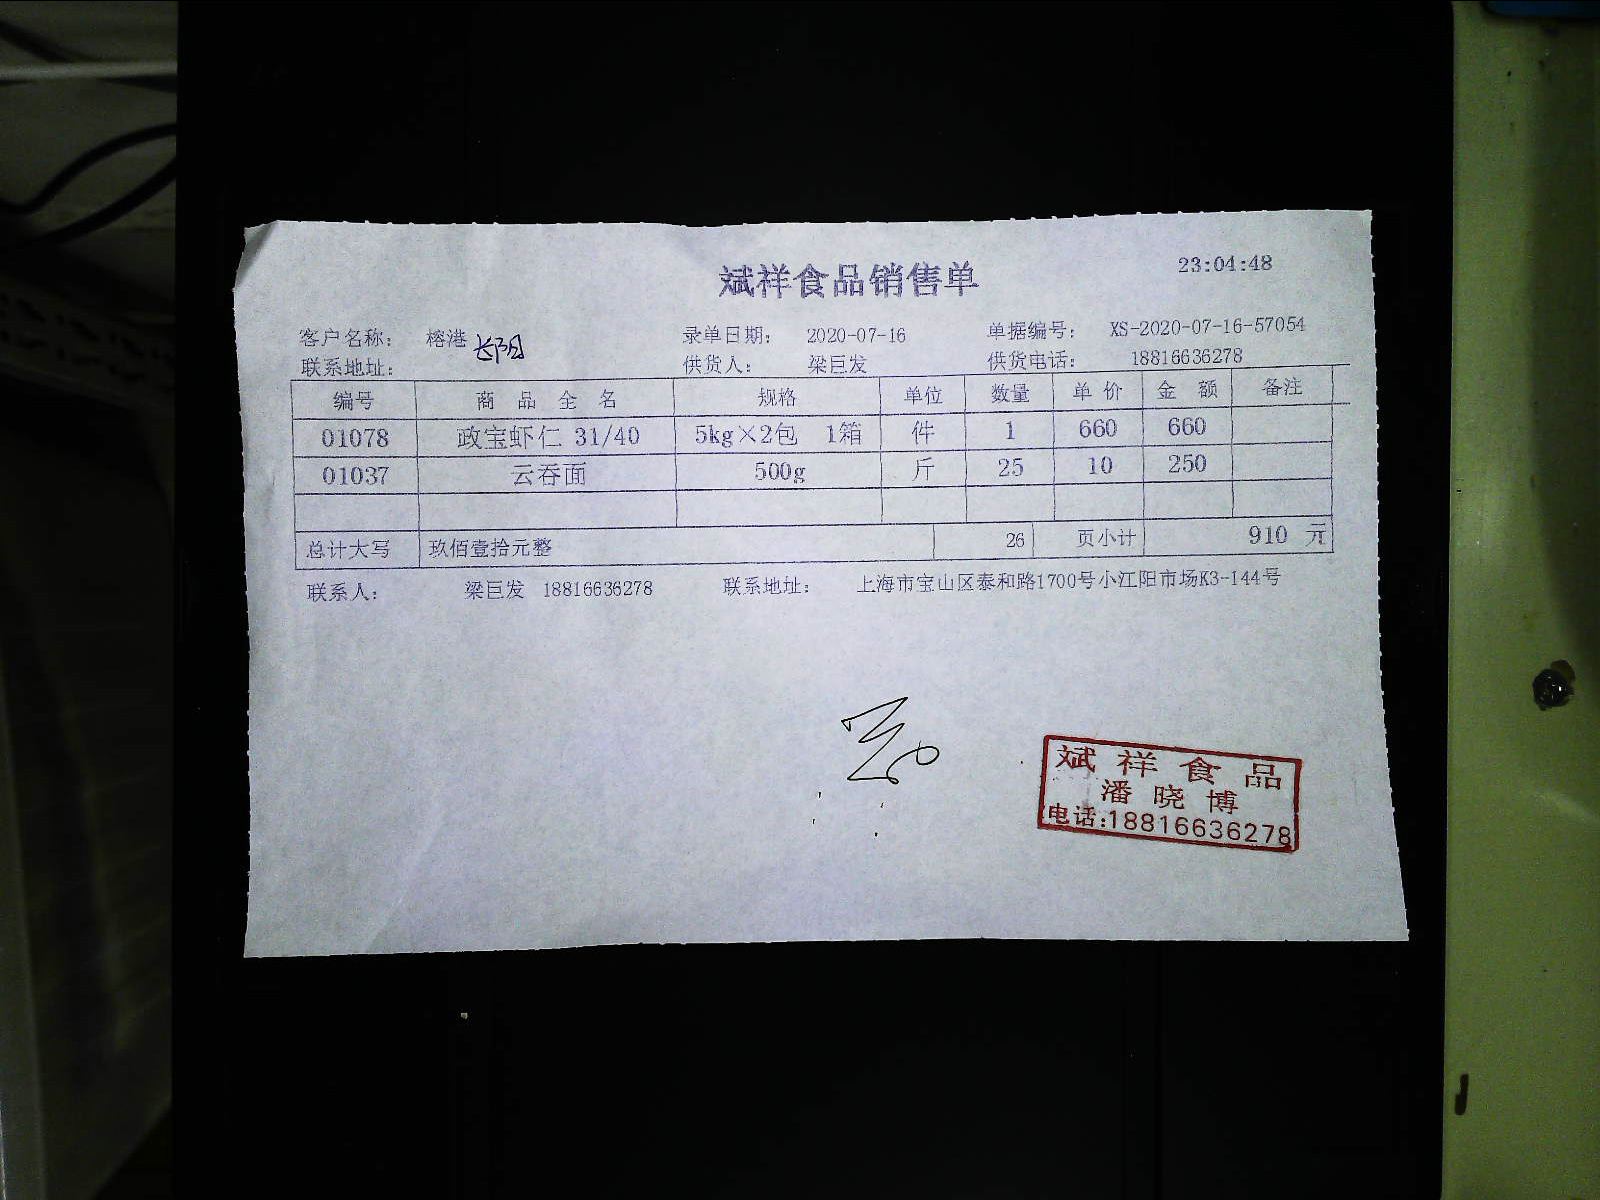 斌祥食品销售单 23:04:48
客户名称： 榕港 长阳 录单日期： 2020-07-16 单据编号： XS-2020-07-16-57054
联系地址： 供货人： 梁巨发 供货电话： 18816636278
编号 商 品 全 名 规格 单位 数量 单 价 金 额 备注
01078 政宝虾仁 31/40 5kg×2包 1箱 件 1 660 660
01037 云吞面 500g 斤 25 10 250
总计大写 玖佰壹拾元整 26 页小计 910 元
联系人： 梁巨发 18816636278 联系地址： 上海市宝山区泰和路1700号小江阳市场K3-144号
斌祥食品
潘晓博
电话:18816636278